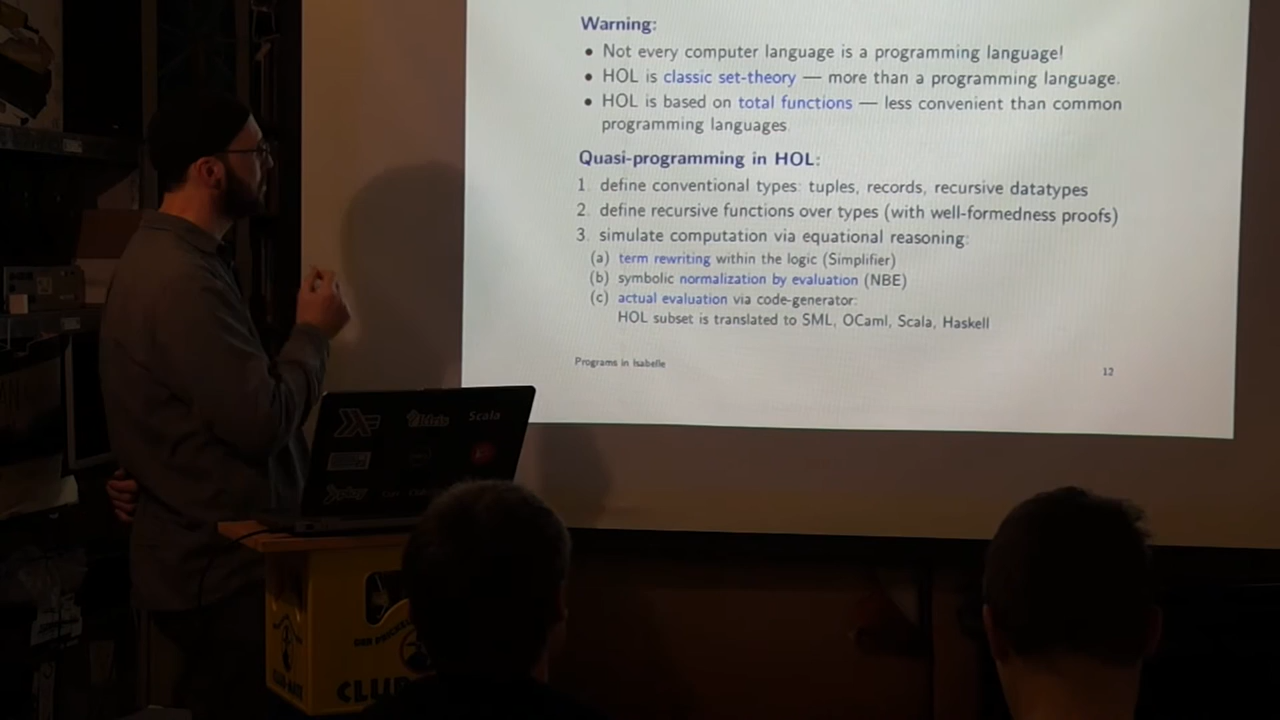 Warning:
• Not every computer language is a programming language!
• HOL is classic set-theory — more than a programming language.
• HOL is based on total functions — less convenient than common
programming languages
Quasi-programming in HOL:
1. define conventional types: tuples, records, recursive datatypes
2. define recursive functions over types (with well-formedness proofs)
3. simulate computation via equational reasoning:
(a) term rewriting within the logic (Simplifier)
(b) symbolic normalization by evaluation (NBE)
(c) actual evaluation via code-generator:
HOL subset is translated to SML, OCaml, Scala, Haskell
Programs in Isabelle
12
Idris
Scala
CLUB-MATE
CLUB